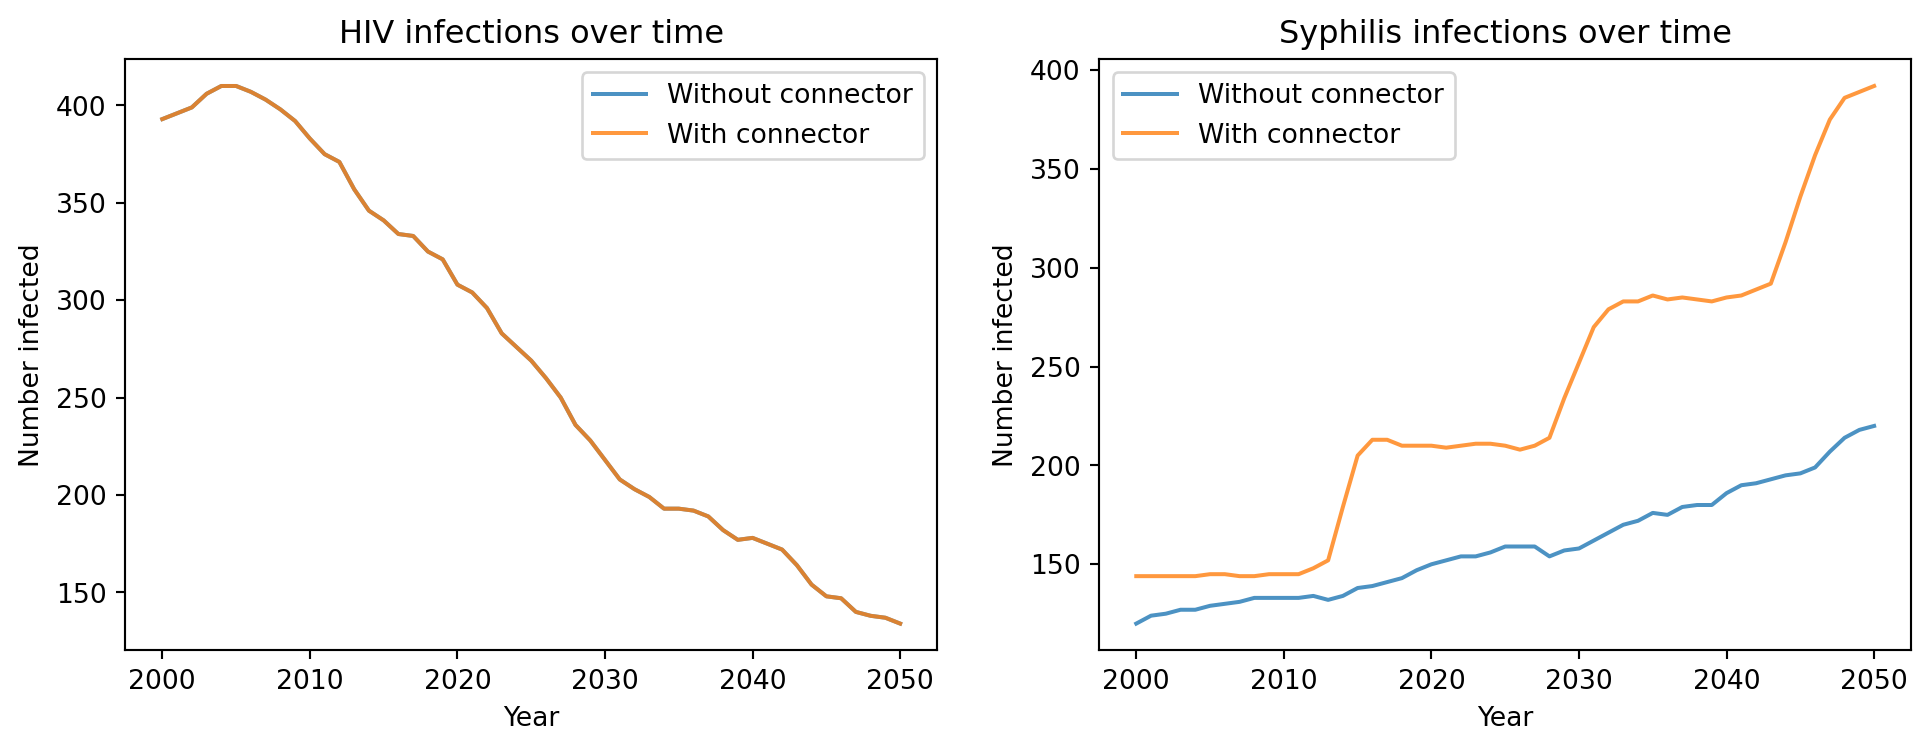 HIV infections over time
Number infected
400
350
300
250
200
150
Without connector
With connector
2000 2010 2020 2030 2040 2050
Year
Syphilis infections over time
Number infected
400
350
300
250
200
150
Without connector
With connector
2000 2010 2020 2030 2040 2050
Year